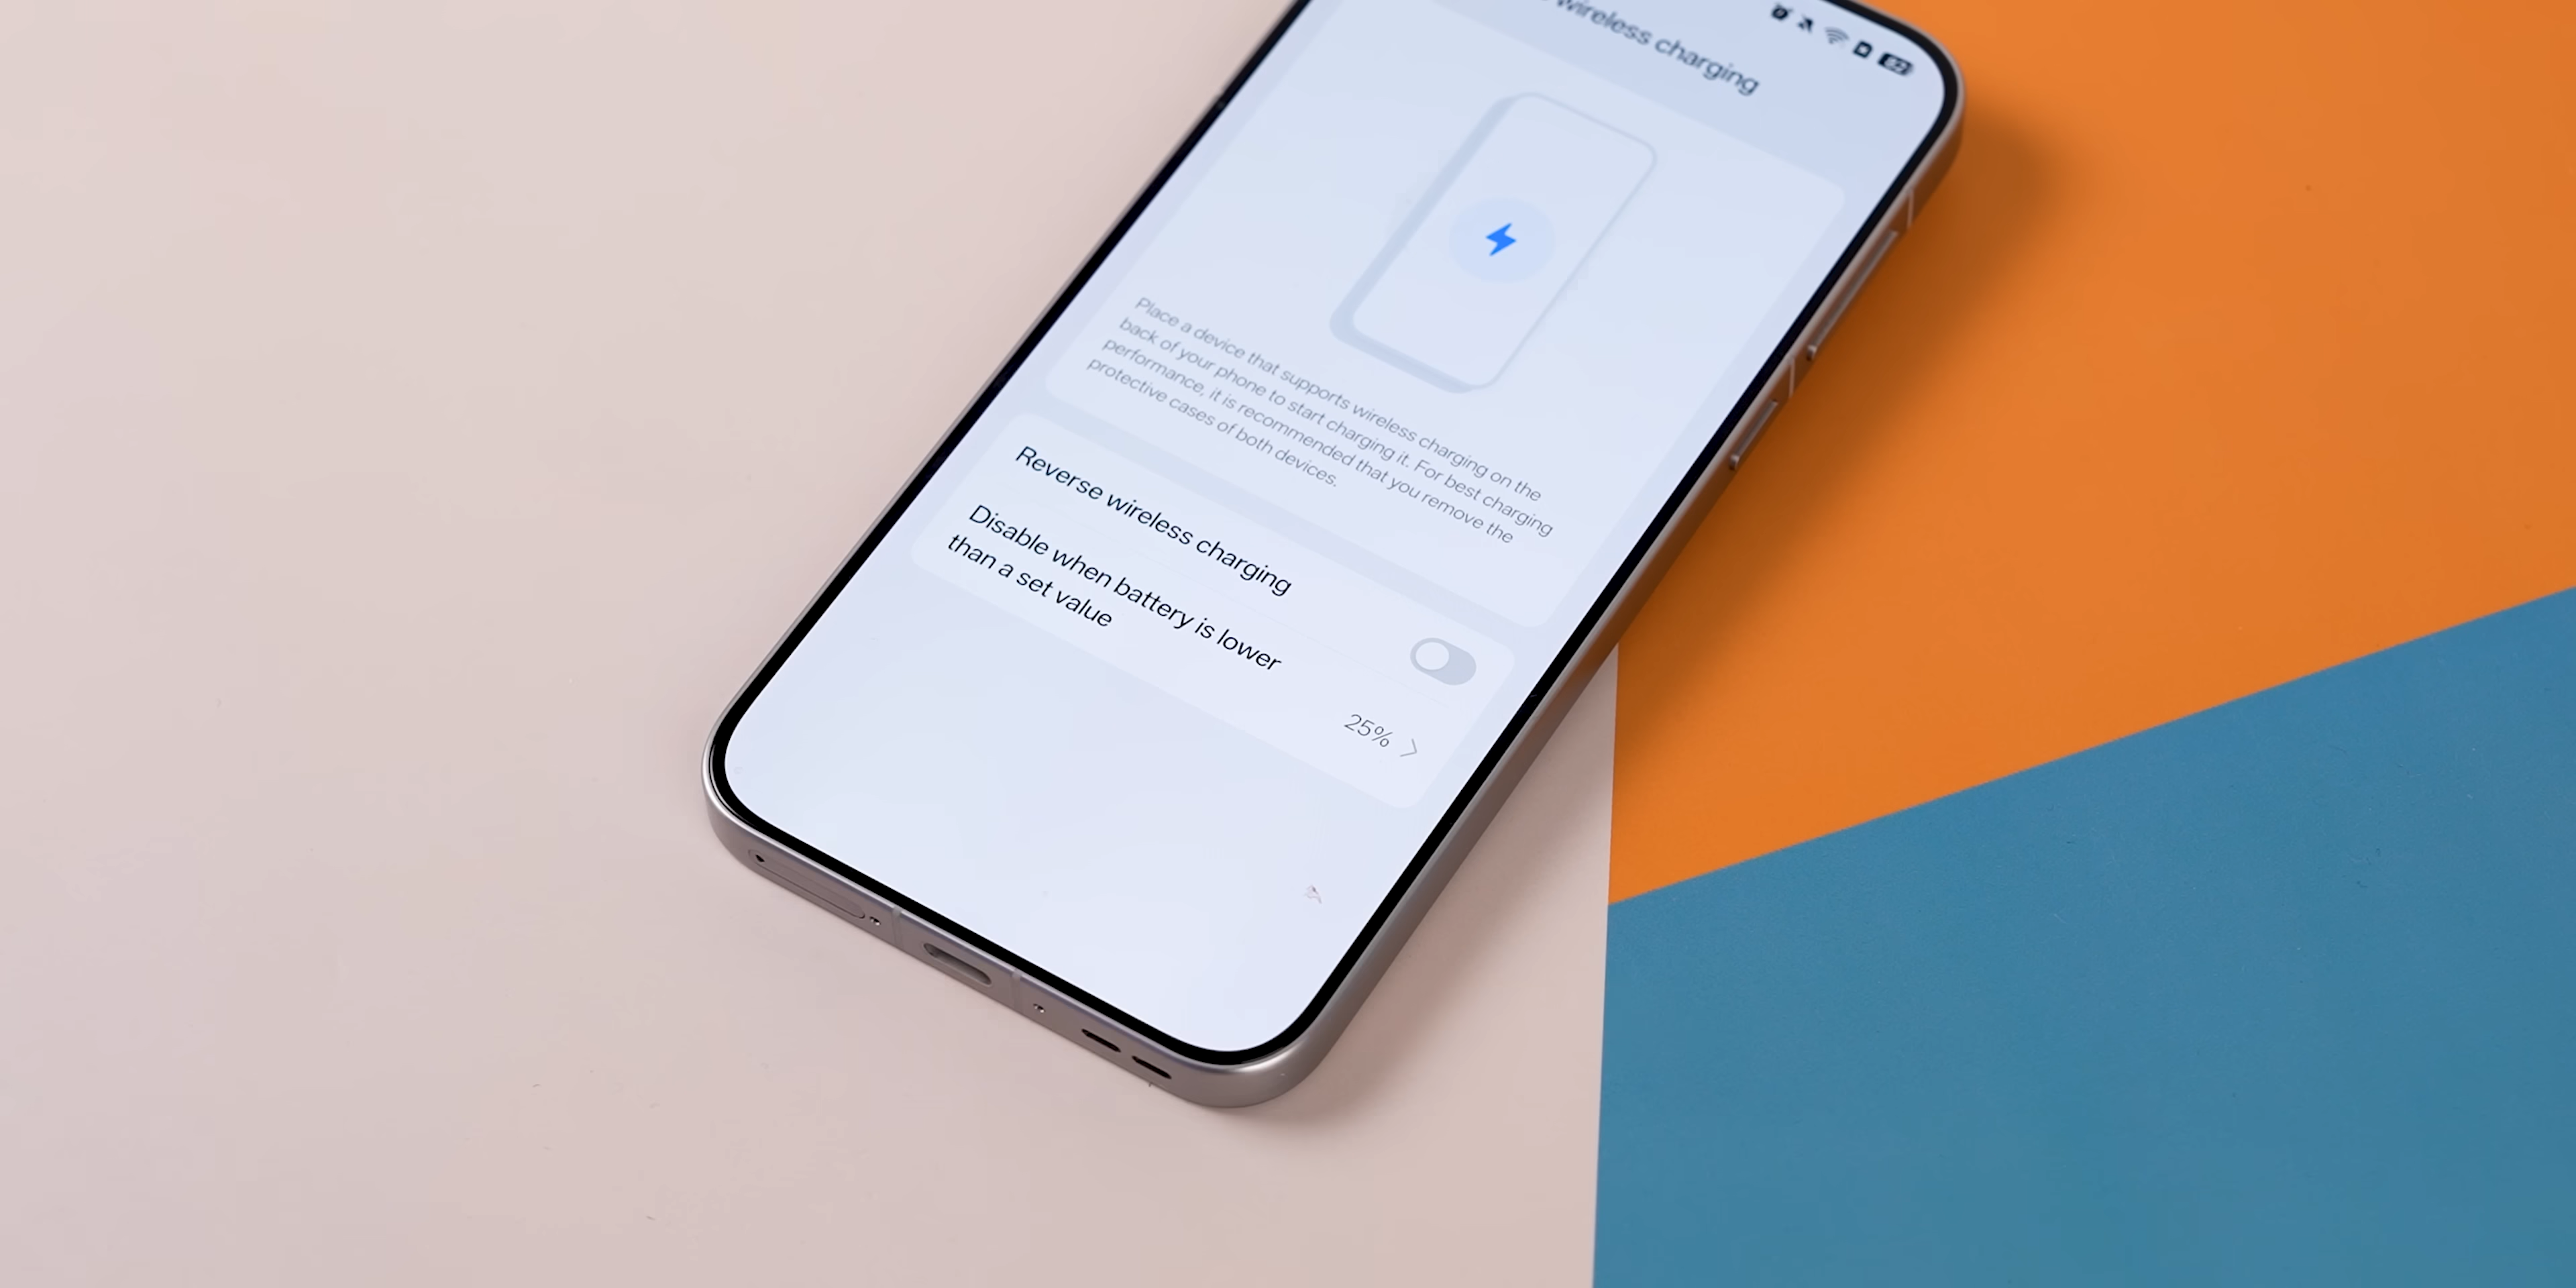 wireless charging
Place a device that supports wireless charging on the
back of your phone to start charging it. For best charging
performance, it is recommended that you remove the
protective cases of both devices.
Reverse wireless charging
Disable when battery is lower
than a set value
25%